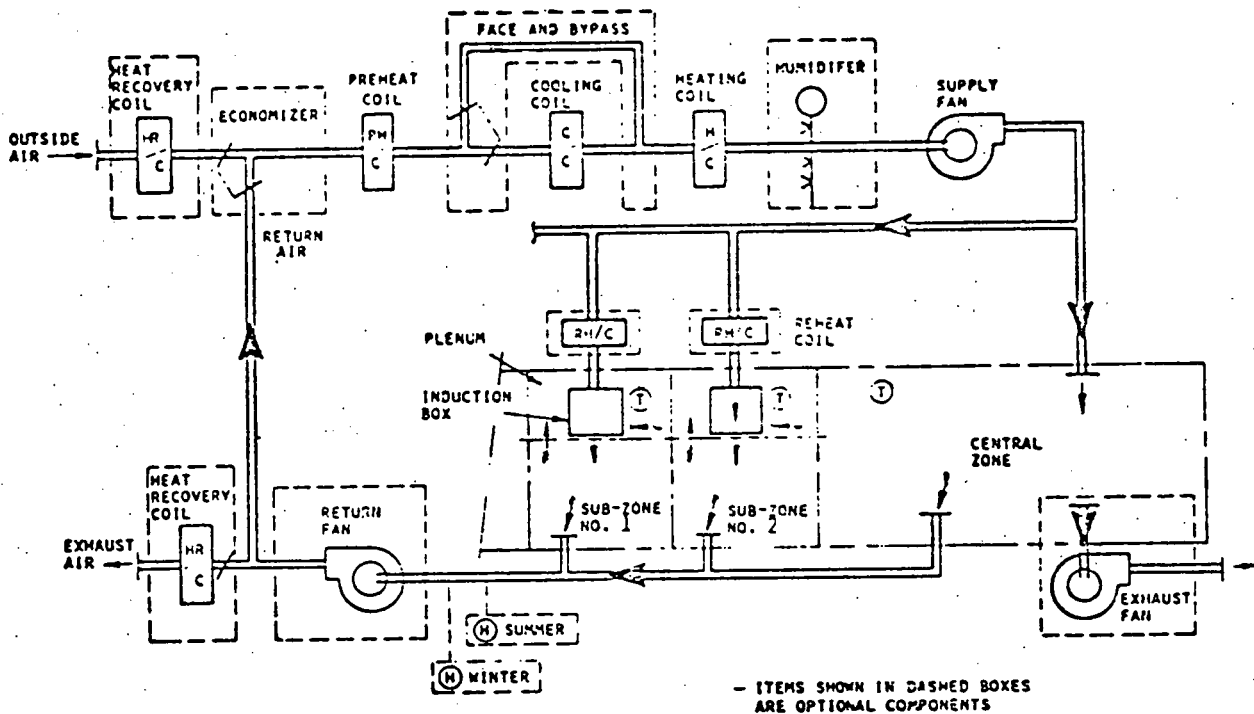 FACE AND BYPASS
HEAT
RECOVERY
COIL
ECONOMIZER
PREHEAT
COIL
COOLING
COIL
HEATING
COIL
HUMIDIFER
SUPPLY
FAN
OUTSIDE
AIR
HR
C
PH
C
C
C
H
C
RETURN
AIR
RH/C
RH/C
REHEAT
COIL
PLENUM
INDUCTION
BOX
T
T
T
CENTRAL
ZONE
HEAT
RECOVERY
COIL
RETURN
FAN
SUB-ZONE
NO. 1
SUB-ZONE
NO. 2
EXHAUST
AIR
HR
C
EXHAUST
FAN
H SUMMER
H WINTER
— ITEMS SHOWN IN DASHED BOXES
ARE OPTIONAL COMPONENTS